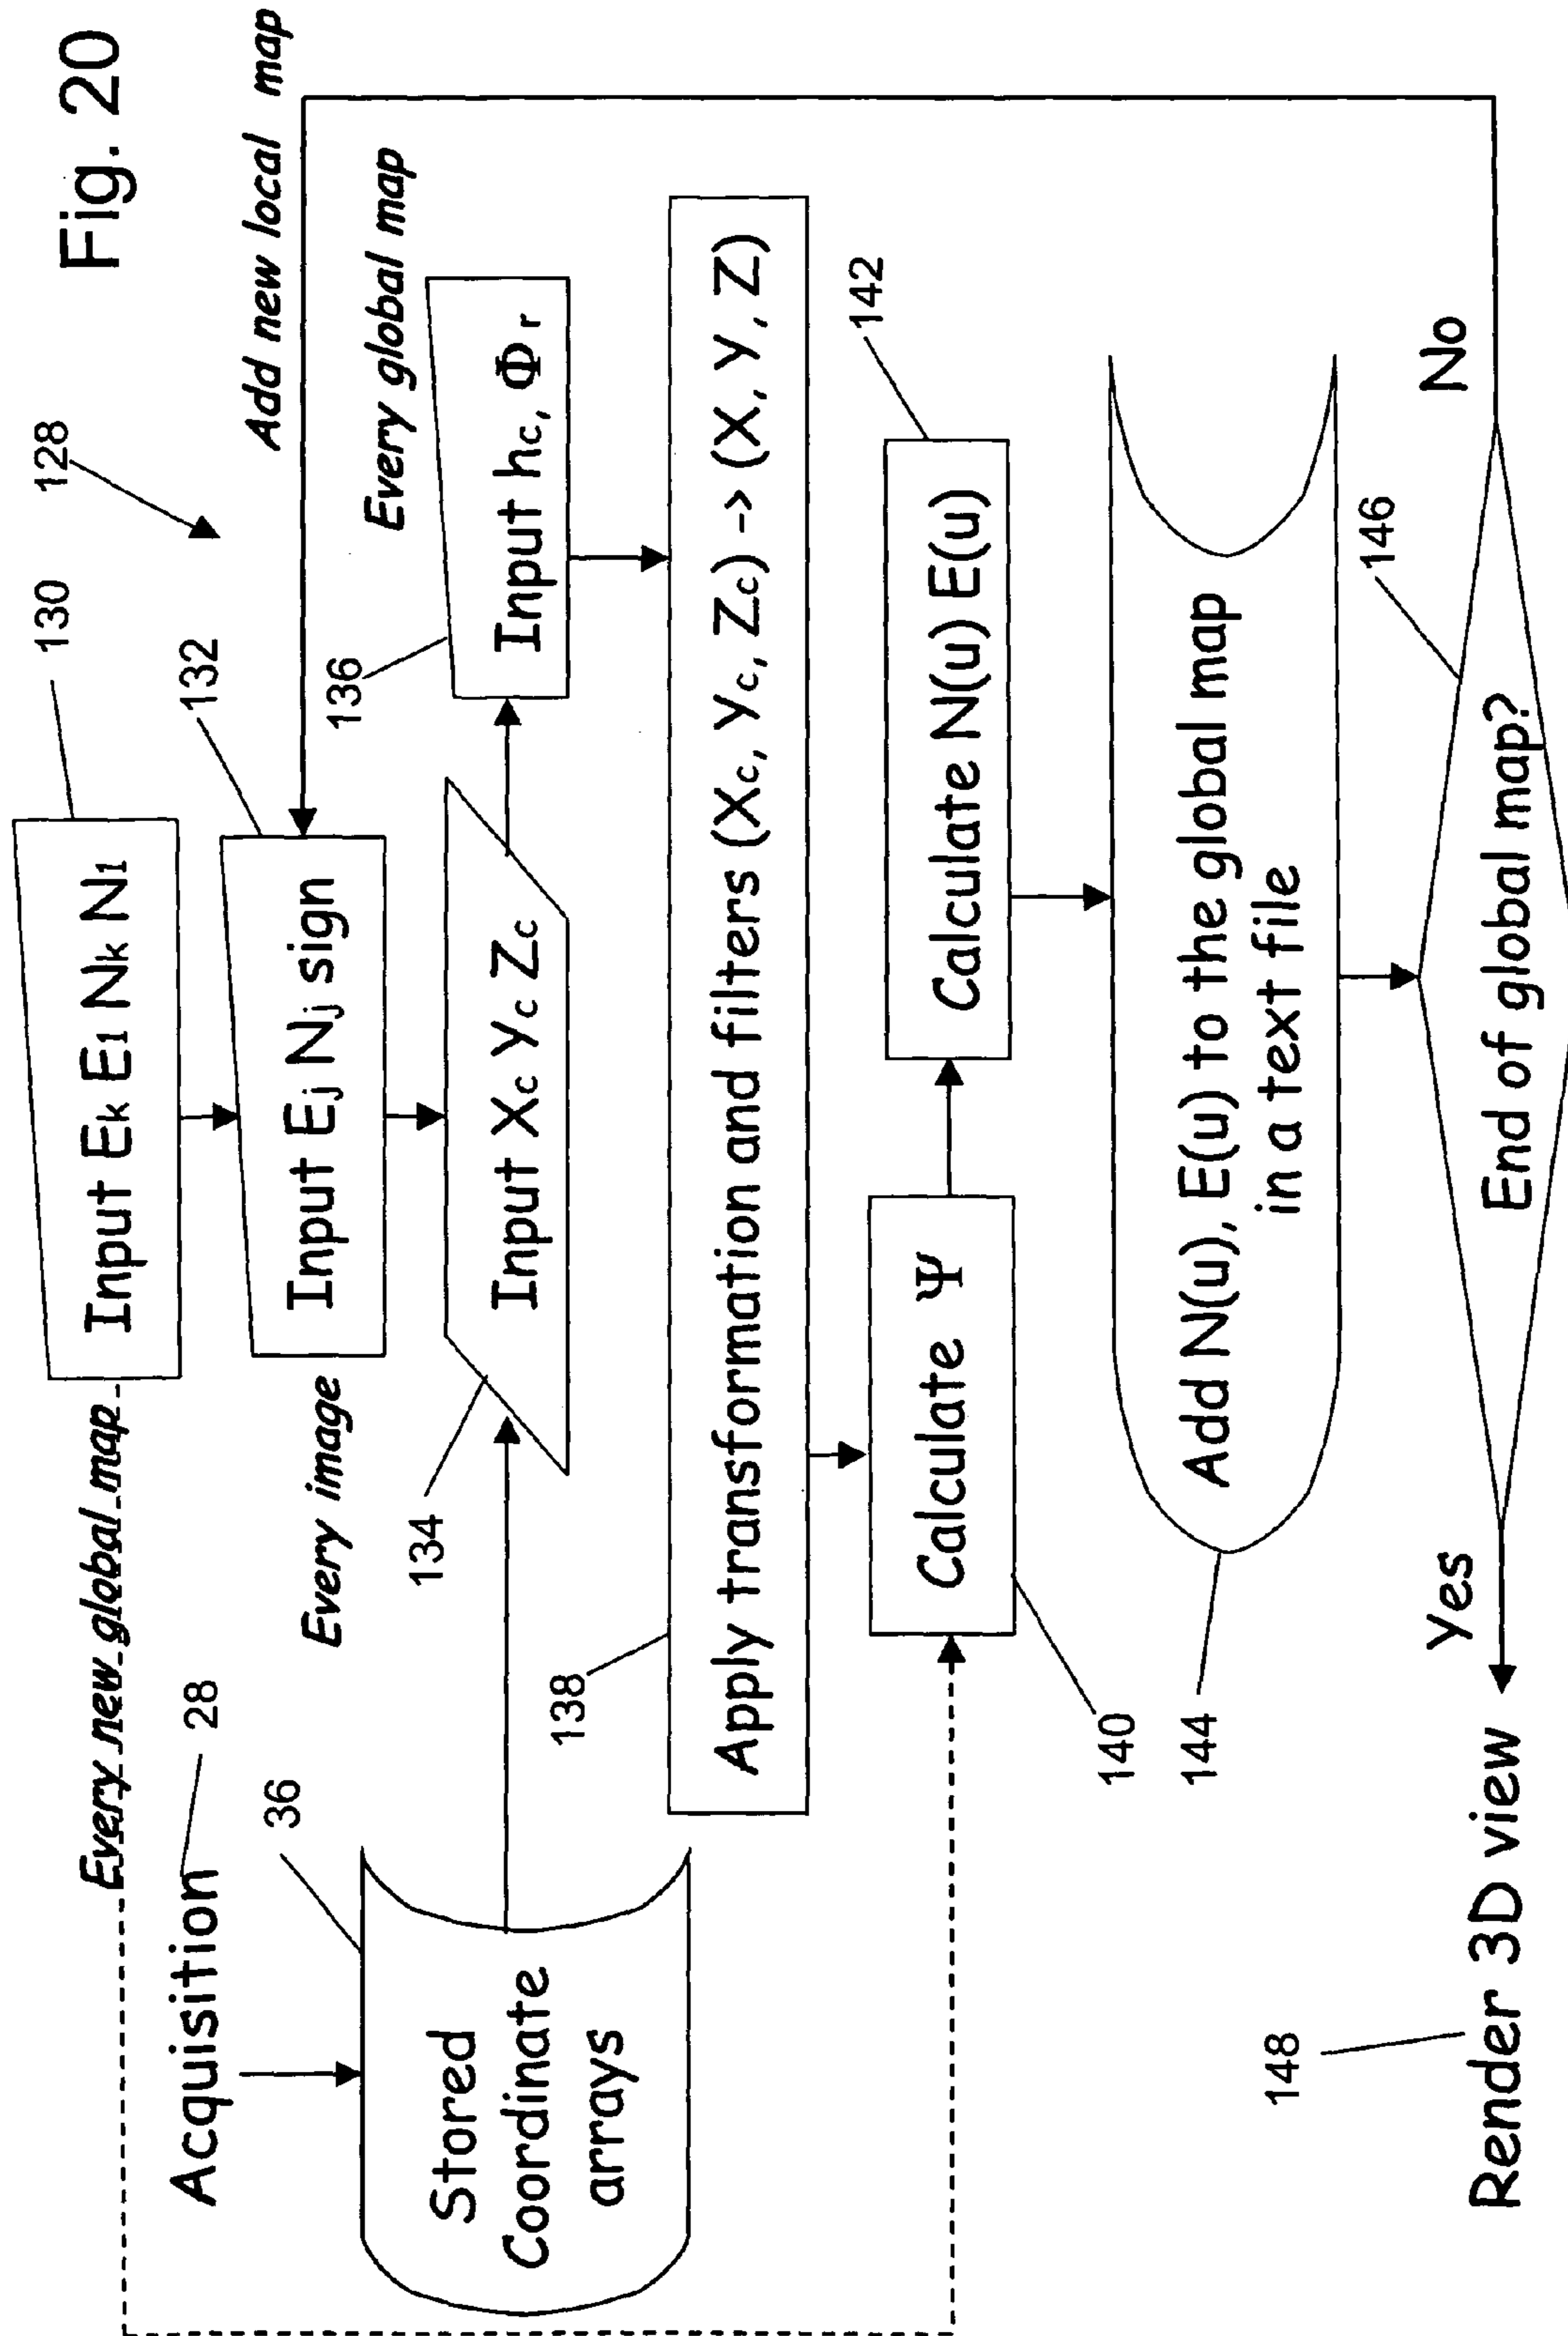 Fig. 20
128
Add new local map
130
Input Ek E1 Nk N1
Every new global map
132
Input Ej Nj sign
Every image
Acquisition
28
36
Stored
Coordinate
arrays
134
Input Xc Yc Zc
136
Input hc, Φr
Every global map
138
Apply transformation and filters (Xc, Yc, Zc) -> (X, Y, Z)
140
Calculate Ψ
142
Calculate N(u) E(u)
144
Add N(u), E(u) to the global map
in a text file
146
End of global map?
No
Yes
148
Render 3D view